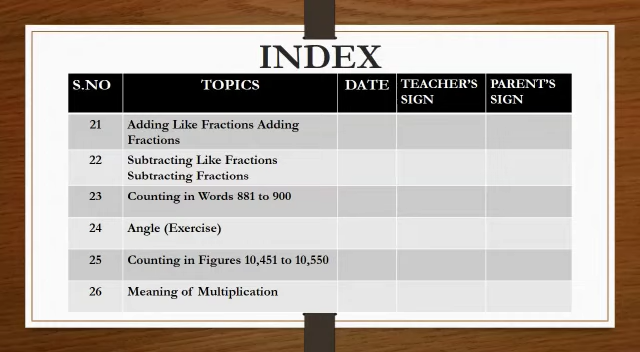 INDEX
S.NO TOPICS DATE TEACHER'S SIGN PARENT'S SIGN
21 Adding Like Fractions Adding
Fractions
22 Subtracting Like Fractions
Subtracting Fractions
23 Counting in Words 881 to 900
24 Angle (Exercise)
25 Counting in Figures 10,451 to 10,550
26 Meaning of Multiplication